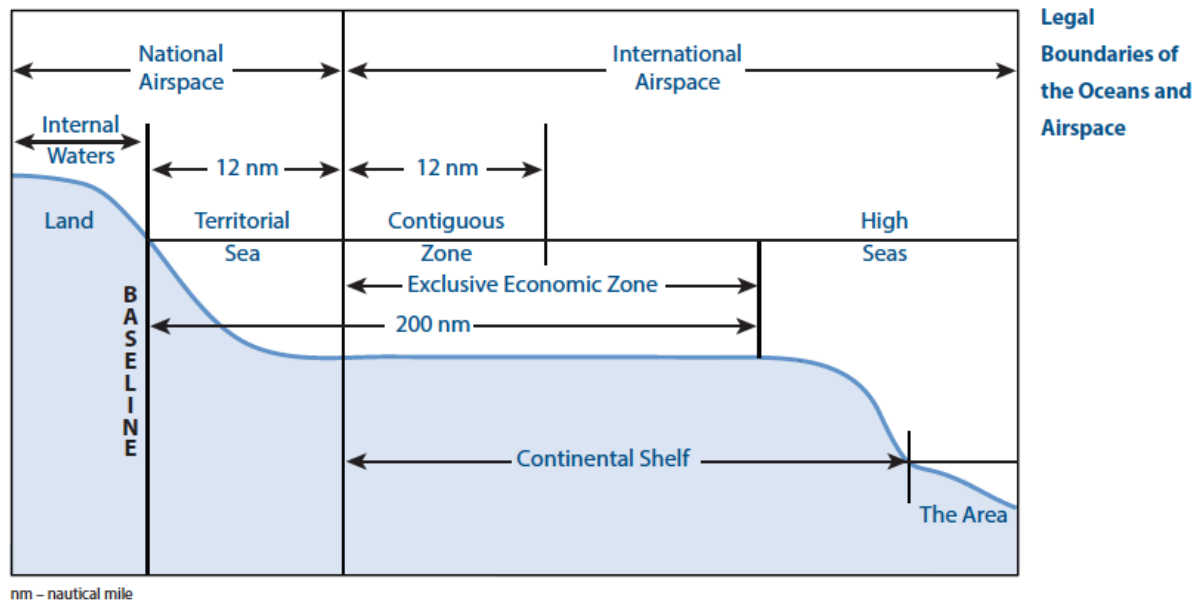 Legal
Boundaries of
the Oceans and
Airspace
National
Airspace
International
Airspace
Internal
Waters
12 nm
12 nm
Land
Territorial
Sea
Contiguous
Zone
High
Seas
Exclusive Economic Zone
200 nm
BASELINE
Continental Shelf
The Area
nm – nautical mile